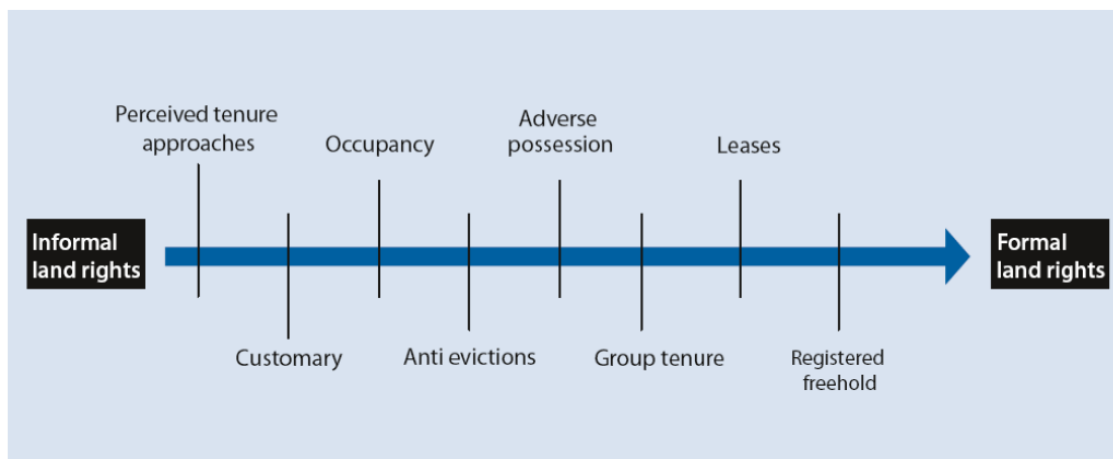 Perceived tenure
approaches
Occupancy
Adverse
possession
Leases
Informal
land rights
Formal
land rights
Customary
Anti evictions
Group tenure
Registered
freehold